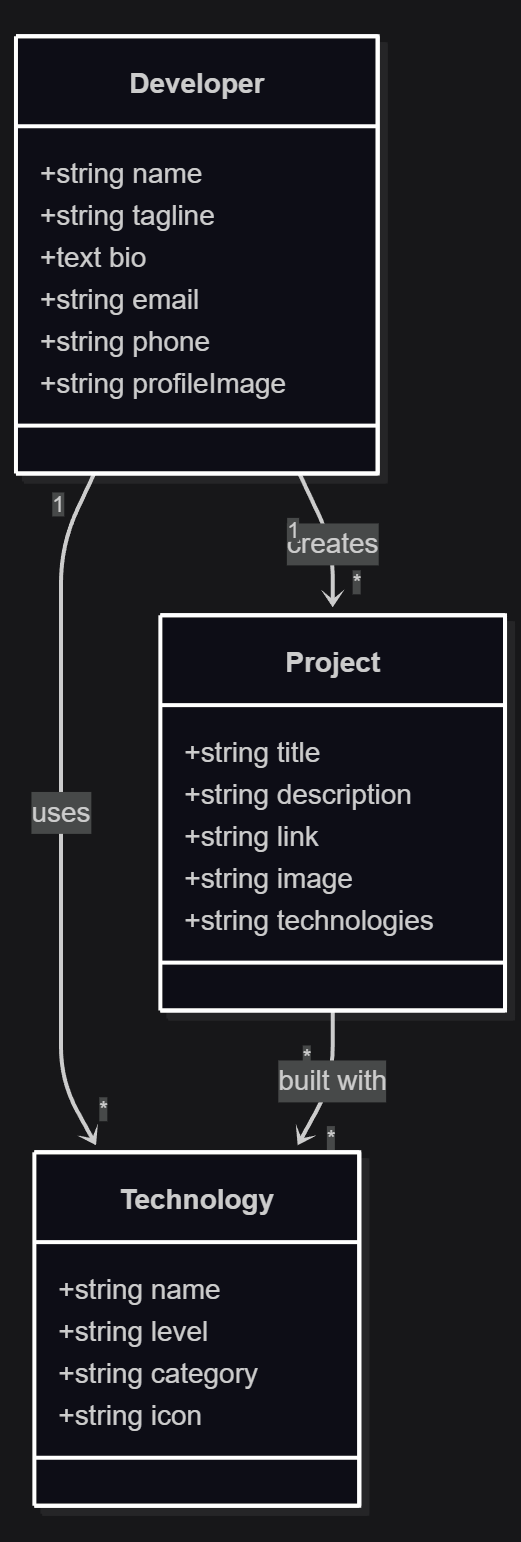 Developer
+string name
+string tagline
+text bio
+string email
+string phone
+string profileImage
1
1
creates
*
Project
+string title
+string description
+string link
+string image
+string technologies
uses
*
built with
*
*
Technology
+string name
+string level
+string category
+string icon